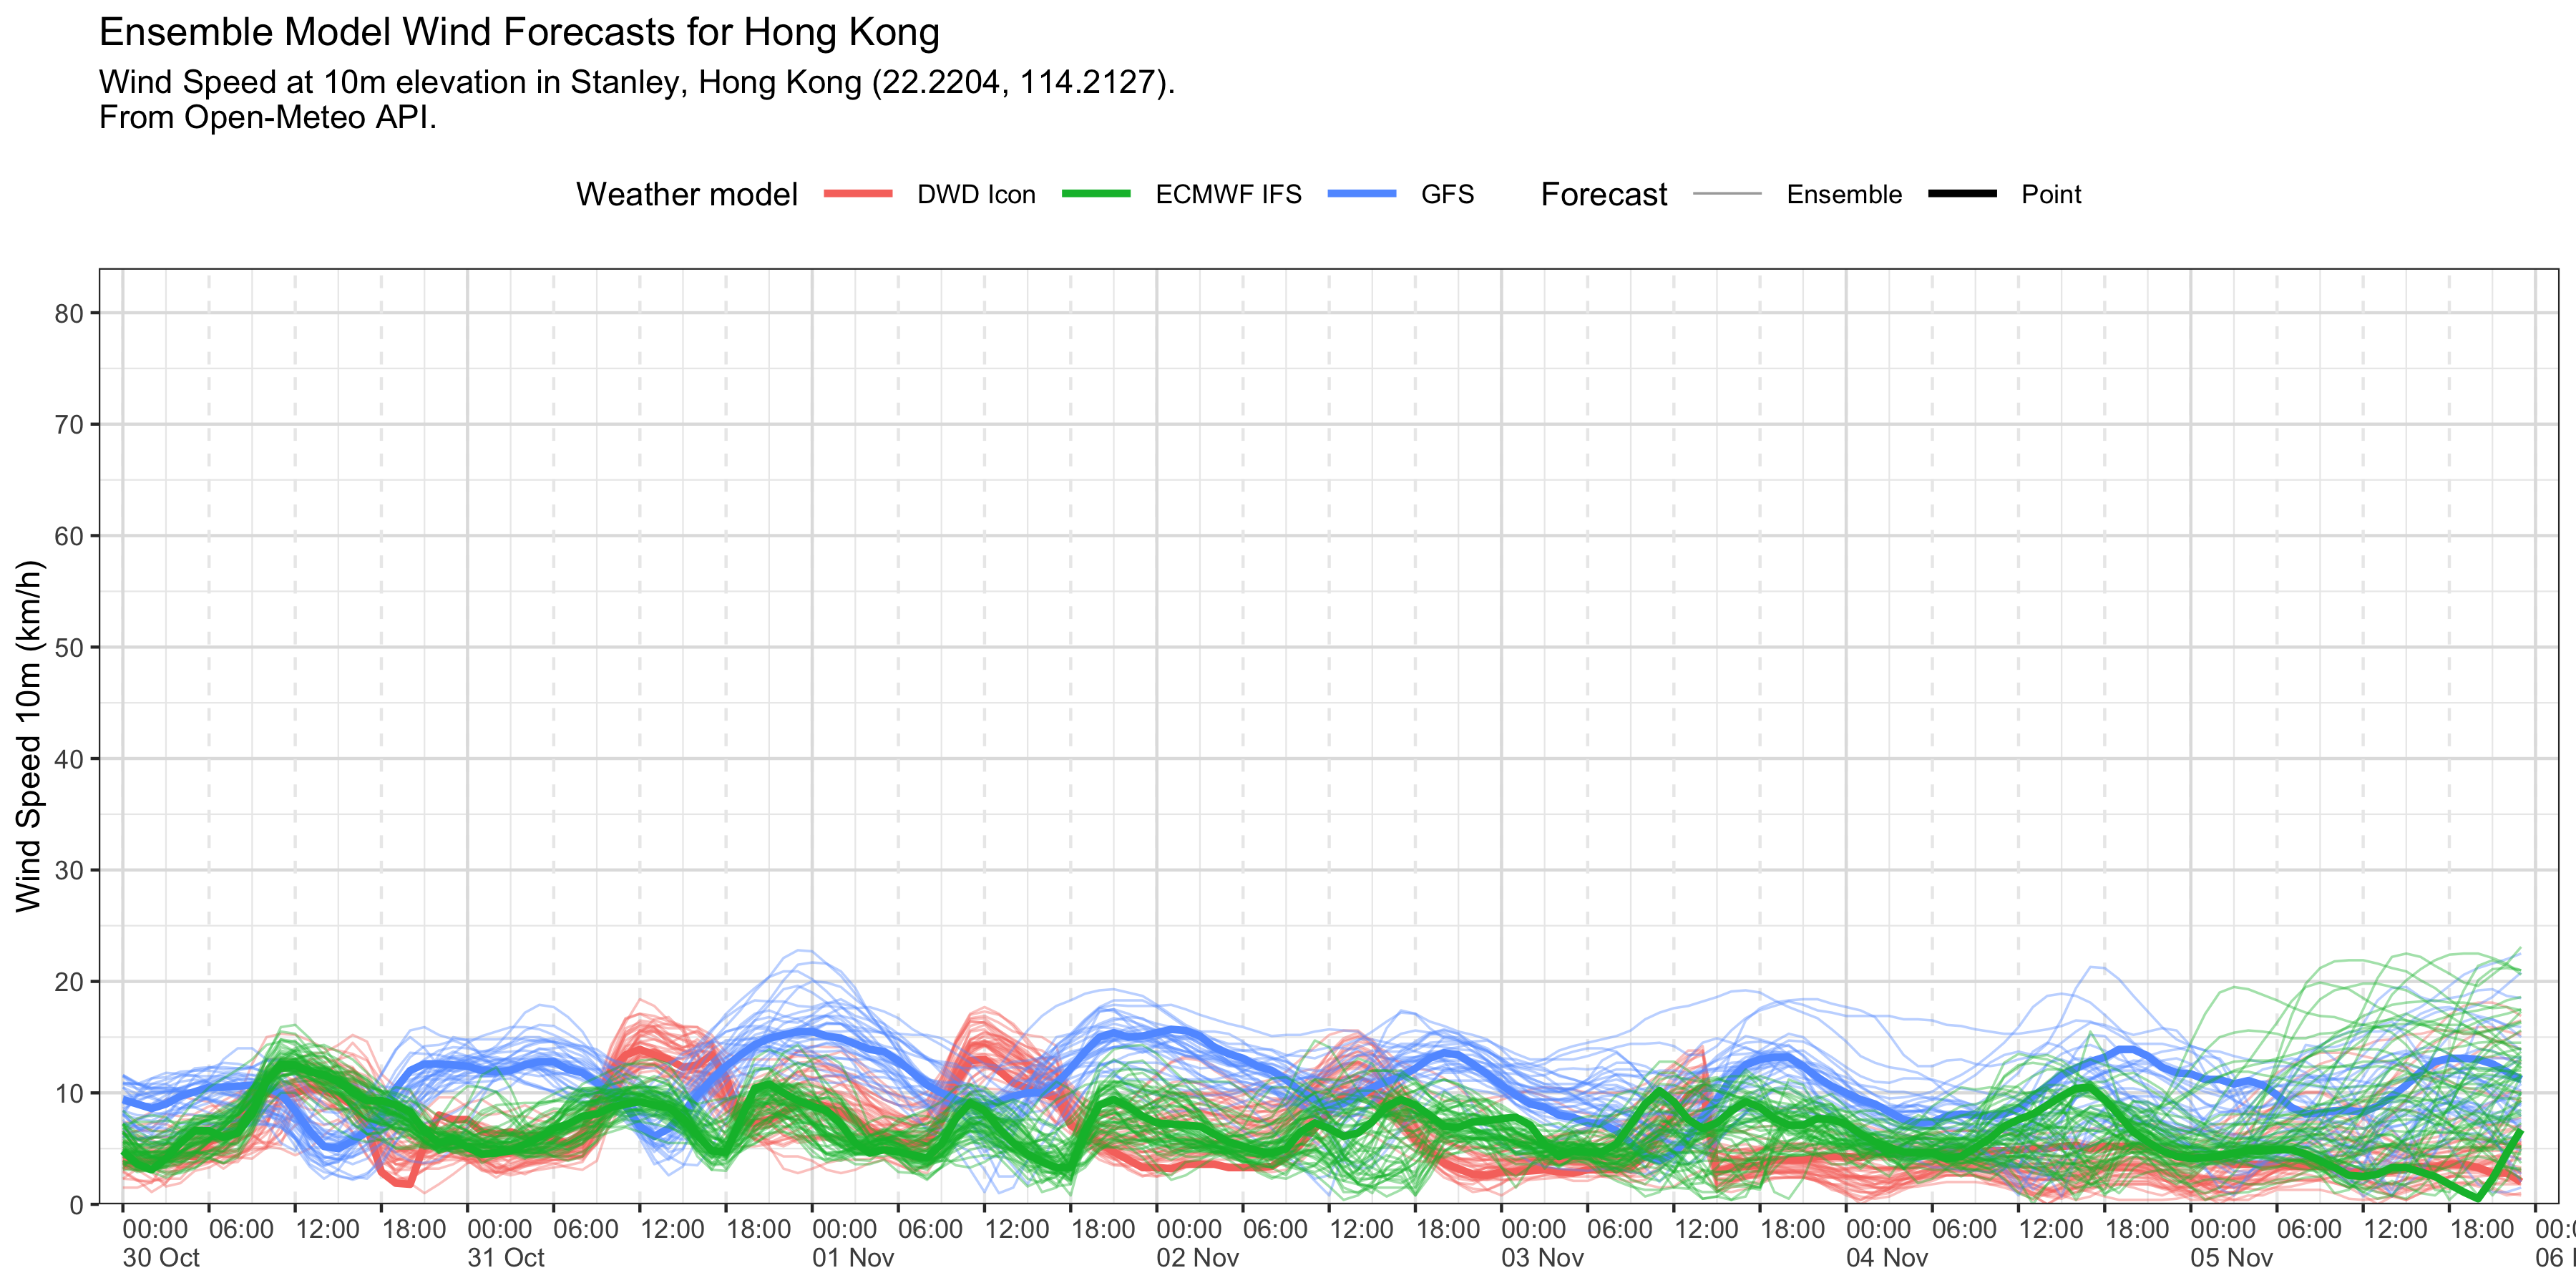 Ensemble Model Wind Forecasts for Hong Kong
Wind Speed at 10m elevation in Stanley, Hong Kong (22.2204, 114.2127).
From Open-Meteo API.
Weather model DWD Icon ECMWF IFS GFS Forecast Ensemble Point
Wind Speed 10m (km/h)
80
70
60
50
40
30
20
10
0
00:00 06:00 12:00 18:00 00:00 06:00 12:00 18:00 00:00 06:00 12:00 18:00 00:00 06:00 12:00 18:00 00:00 06:00 12:00 18:00 00:00 06:00 12:00 18:00 00:00 06:00 12:00 18:00
30 Oct 31 Oct 01 Nov 02 Nov 03 Nov 04 Nov 05 Nov 06